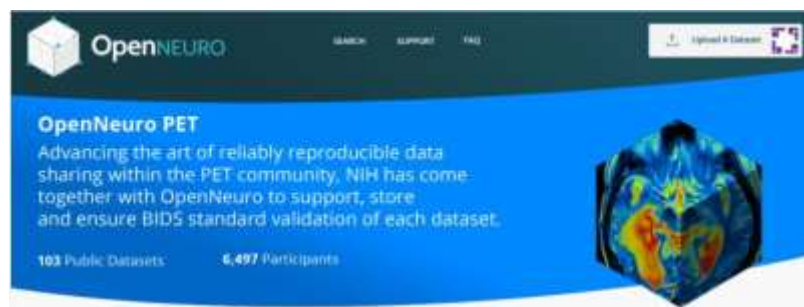 OPENNEURO
SEARCH SUPPORT FAQ
Upload A Dataset
OpenNeuro PET
Advancing the art of reliably reproducible data
sharing within the PET community, NIH has come
together with OpenNeuro to support, store
and ensure BIDS standard validation of each dataset.
103 Public Datasets 6,497 Participants